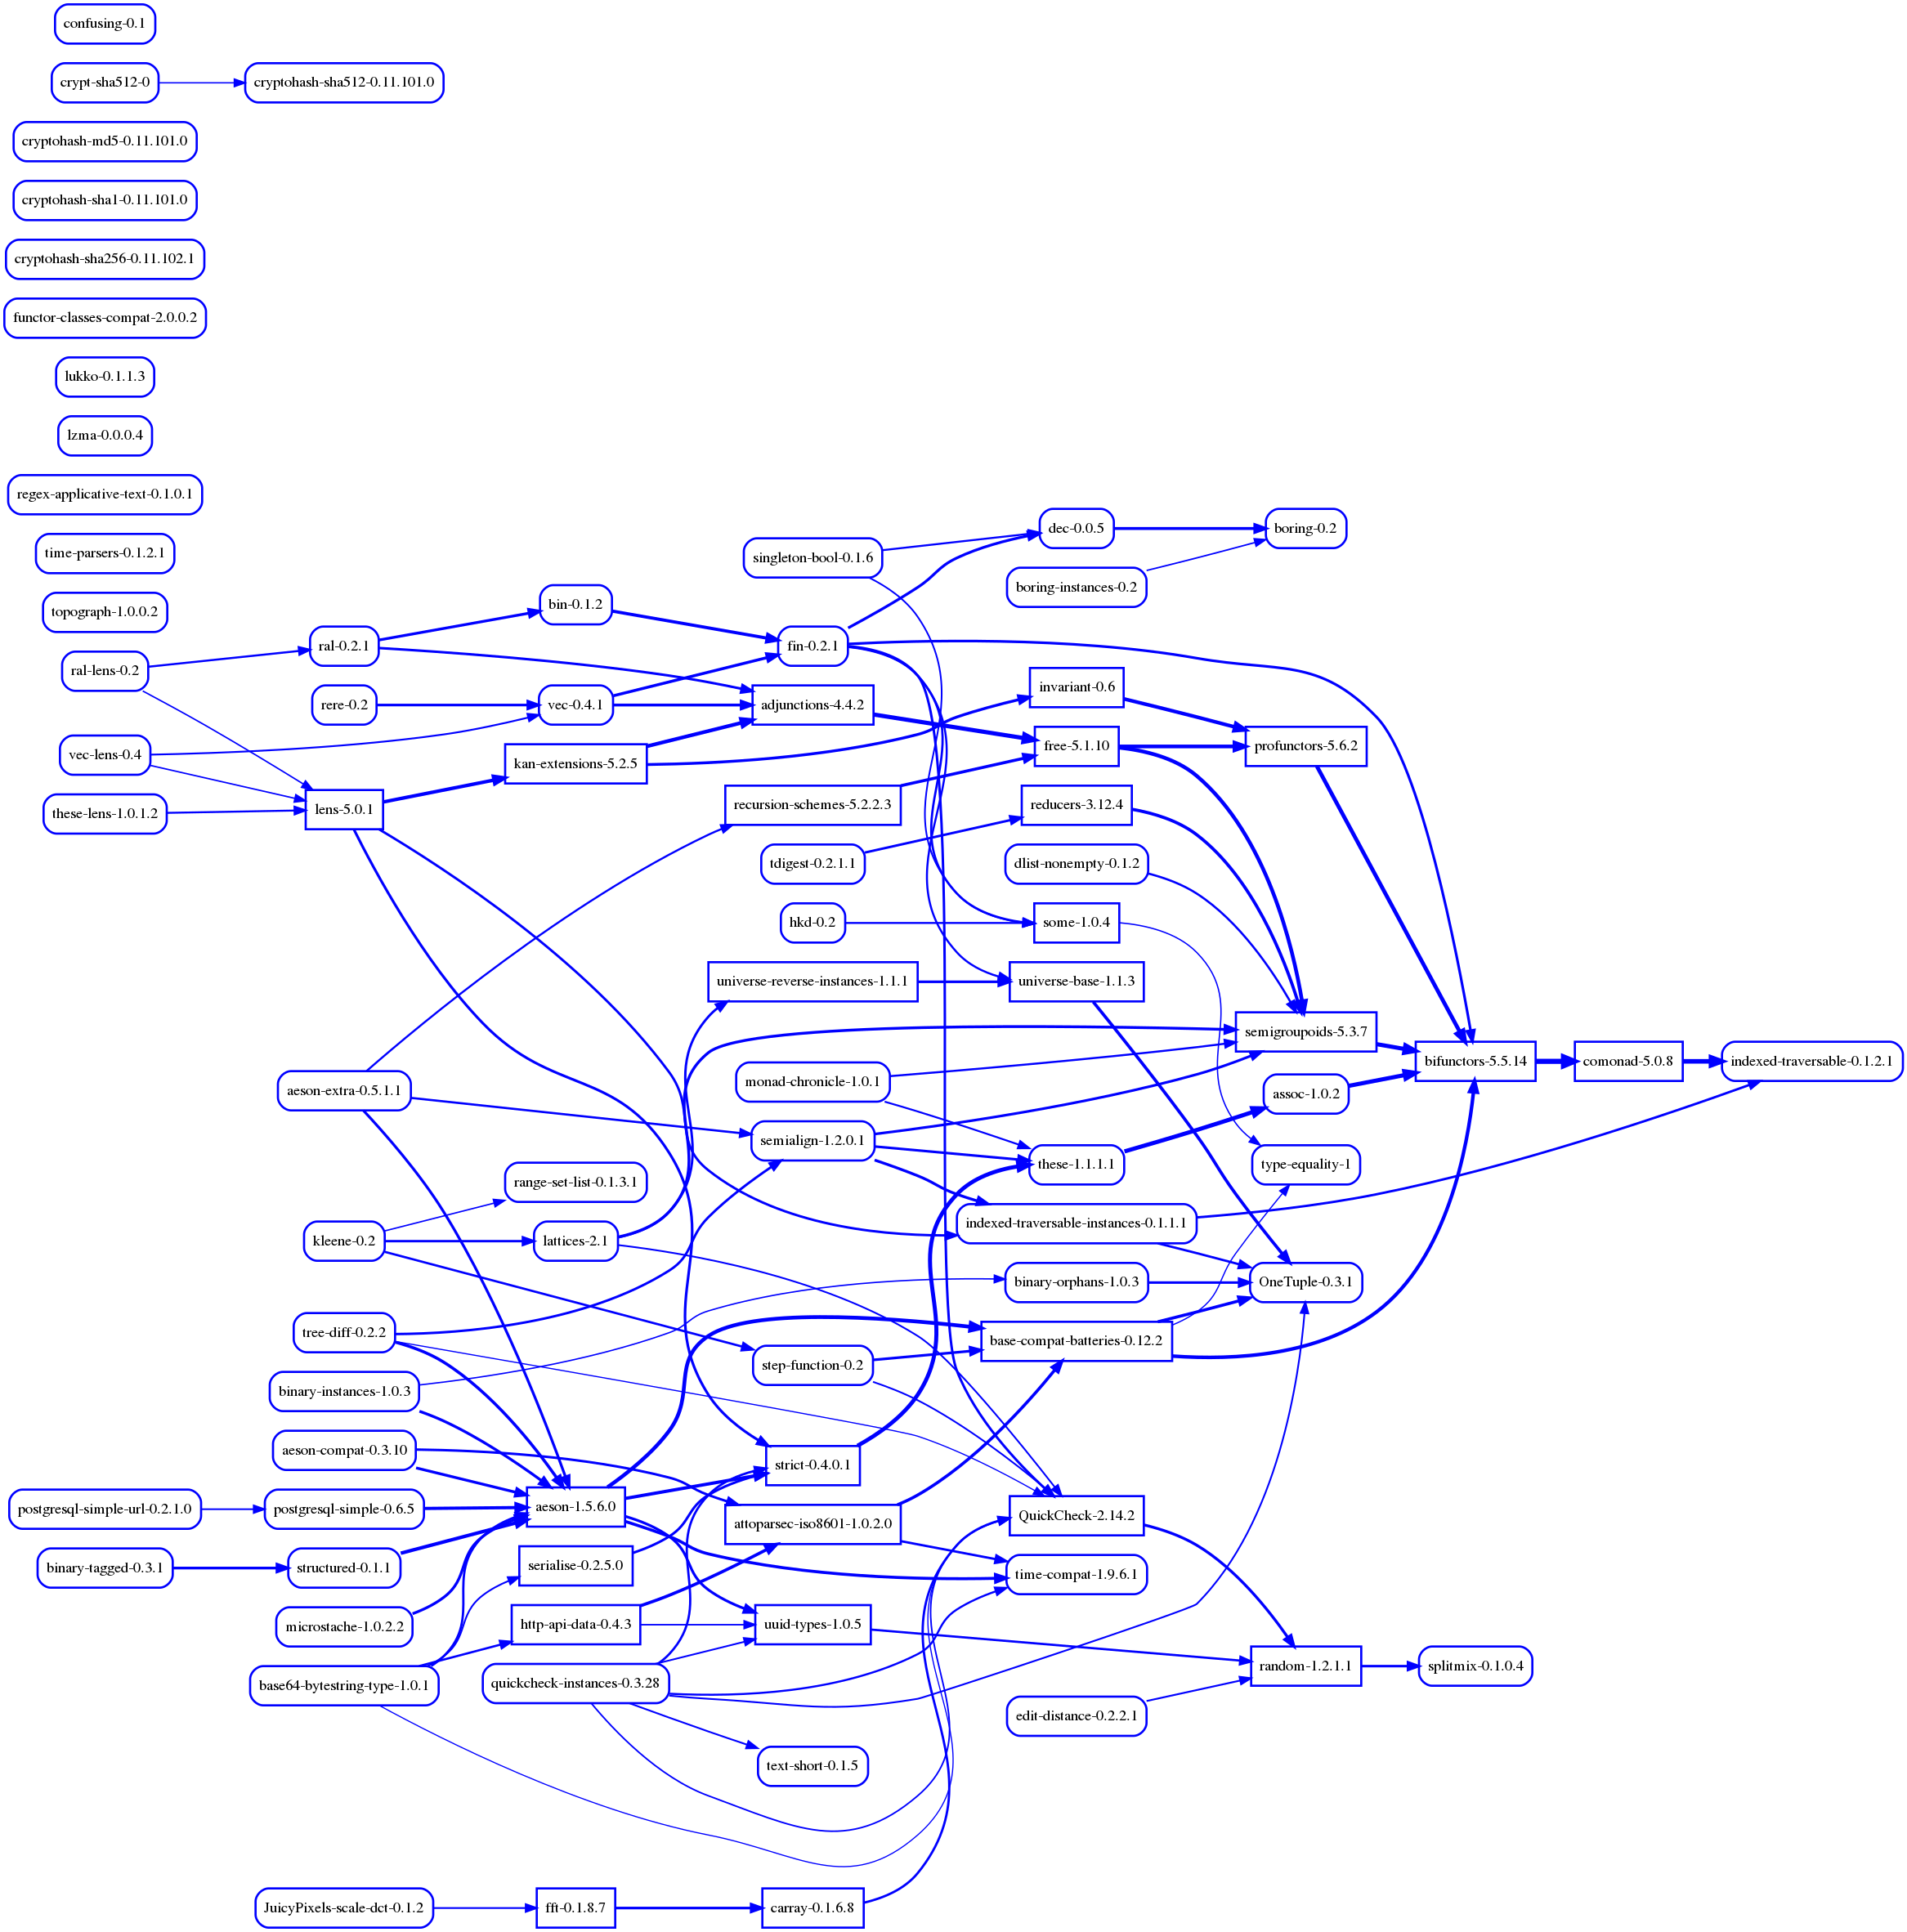 confusing-0.1
crypt-sha512-0
cryptohash-sha512-0.11.101.0
cryptohash-md5-0.11.101.0
cryptohash-sha1-0.11.101.0
cryptohash-sha256-0.11.102.1
functor-classes-compat-2.0.0.2
lukko-0.1.1.3
lzma-0.0.0.4
regex-applicative-text-0.1.0.1
time-parsers-0.1.2.1
topograph-1.0.0.2
ral-lens-0.2
vec-lens-0.4
these-lens-1.0.1.2
ral-0.2.1
rere-0.2
lens-5.0.1
bin-0.1.2
vec-0.4.1
kan-extensions-5.2.5
singleton-bool-0.1.6
fin-0.2.1
adjunctions-4.4.2
recursion-schemes-5.2.2.3
tdigest-0.2.1.1
hkd-0.2
universe-reverse-instances-1.1.1
dec-0.0.5
boring-0.2
boring-instances-0.2
invariant-0.6
free-5.1.10
profunctors-5.6.2
reducers-3.12.4
dlist-nonempty-0.1.2
some-1.0.4
universe-base-1.1.3
semigroupoids-5.3.7
bifunctors-5.5.14
comonad-5.0.8
indexed-traversable-0.1.2.1
monad-chronicle-1.0.1
assoc-1.0.2
aeson-extra-0.5.1.1
semialign-1.2.0.1
these-1.1.1.1
type-equality-1
range-set-list-0.1.3.1
kleene-0.2
lattices-2.1
indexed-traversable-instances-0.1.1.1
binary-orphans-1.0.3
OneTuple-0.3.1
tree-diff-0.2.2
base-compat-batteries-0.12.2
step-function-0.2
binary-instances-1.0.3
aeson-compat-0.3.10
strict-0.4.0.1
postgresql-simple-url-0.2.1.0
postgresql-simple-0.6.5
aeson-1.5.6.0
attoparsec-iso8601-1.0.2.0
QuickCheck-2.14.2
binary-tagged-0.3.1
structured-0.1.1
serialise-0.2.5.0
time-compat-1.9.6.1
microstache-1.0.2.2
http-api-data-0.4.3
uuid-types-1.0.5
base64-bytestring-type-1.0.1
quickcheck-instances-0.3.28
random-1.2.1.1
splitmix-0.1.0.4
edit-distance-0.2.2.1
text-short-0.1.5
JuicyPixels-scale-dct-0.1.2
fft-0.1.8.7
carray-0.1.6.8